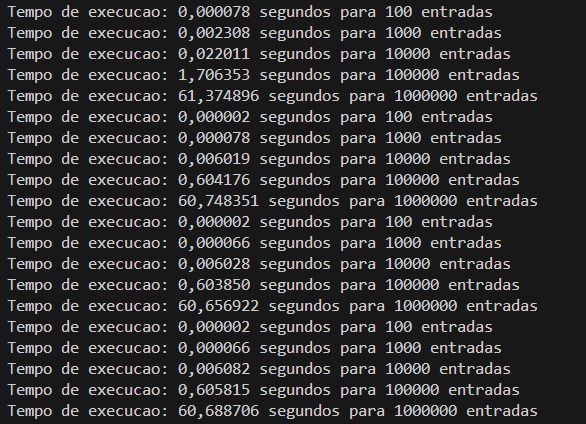 Tempo de execucao: 0,000078 segundos para 100 entradas
Tempo de execucao: 0,002308 segundos para 1000 entradas
Tempo de execucao: 0,022011 segundos para 10000 entradas
Tempo de execucao: 1,706353 segundos para 100000 entradas
Tempo de execucao: 61,374896 segundos para 1000000 entradas
Tempo de execucao: 0,000002 segundos para 100 entradas
Tempo de execucao: 0,000078 segundos para 1000 entradas
Tempo de execucao: 0,006019 segundos para 10000 entradas
Tempo de execucao: 0,604176 segundos para 100000 entradas
Tempo de execucao: 60,748351 segundos para 1000000 entradas
Tempo de execucao: 0,000002 segundos para 100 entradas
Tempo de execucao: 0,000066 segundos para 1000 entradas
Tempo de execucao: 0,006028 segundos para 10000 entradas
Tempo de execucao: 0,603850 segundos para 100000 entradas
Tempo de execucao: 60,656922 segundos para 1000000 entradas
Tempo de execucao: 0,000002 segundos para 100 entradas
Tempo de execucao: 0,000066 segundos para 1000 entradas
Tempo de execucao: 0,006082 segundos para 10000 entradas
Tempo de execucao: 0,605815 segundos para 100000 entradas
Tempo de execucao: 60,688706 segundos para 1000000 entradas